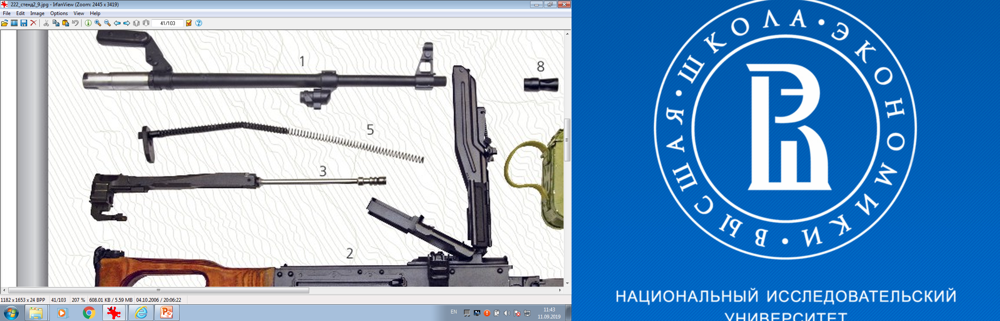 222_стенд2_9.jpg - IrfanView (Zoom: 2445 x 3419)
File Edit Image Options View Help
41/103
1
8
5
3
2
1182 x 1653 x 24 BPP 41/103 207 % 608.01 KB / 5.59 MB 04.10.2006 / 20:06:22
EN 11:43
11.09.2019
ВЫСШАЯ • ШКОЛА • ЭКОНОМИКИ •
НАЦИОНАЛЬНЫЙ ИССЛЕДОВАТЕЛЬСКИЙ
УНИВЕРСИТЕТ